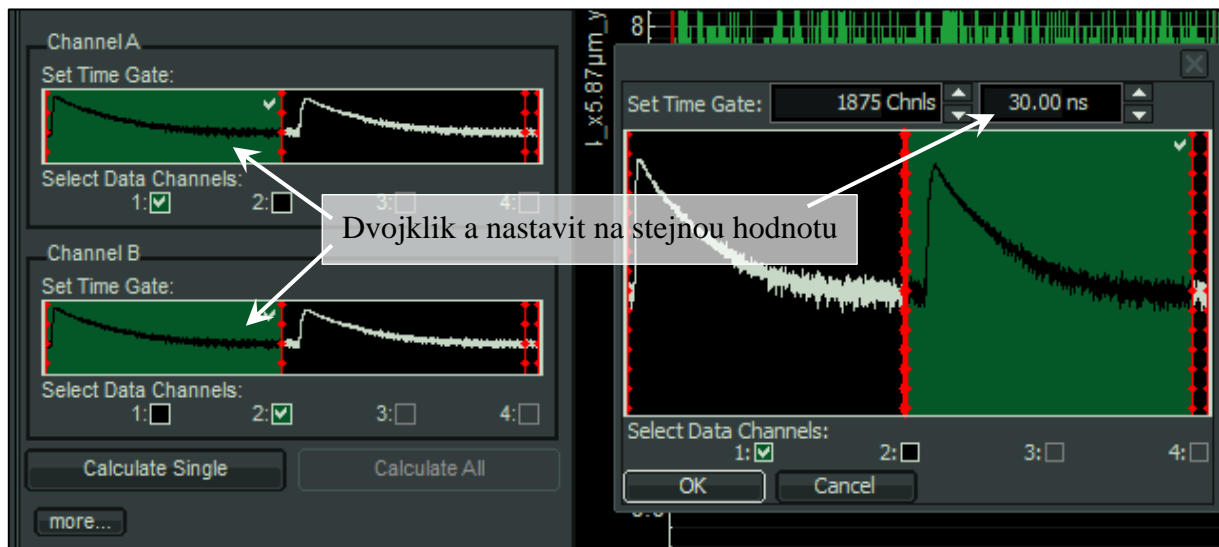 Channel A
Set Time Gate:
Select Data Channels:
1: 2: 3: 4:
Channel B
Set Time Gate:
Select Data Channels:
1: 2: 3: 4:
Calculate Single Calculate All
more...
8
_x5.87µm_y
Set Time Gate: 1875 Chnls 30.00 ns
Dvojklik a nastavit na stejnou hodnotu
Select Data Channels:
1: 2: 3: 4:
OK Cancel